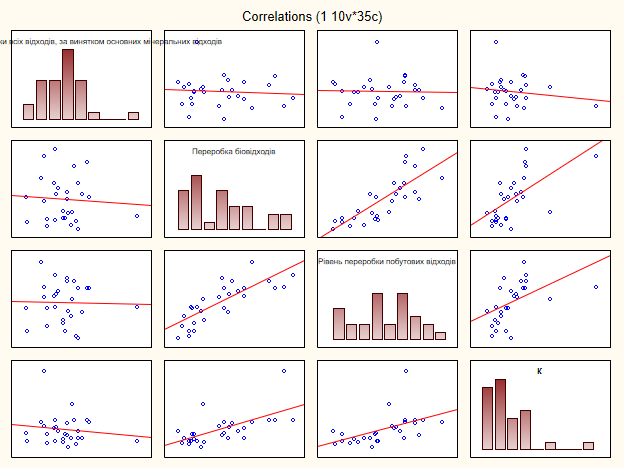 Correlations (1 10v*35c)
ки всіх відходів, за винятком основних мінеральних відходів
Переробка біовідходів
Рівень переробки побутових відходів
К